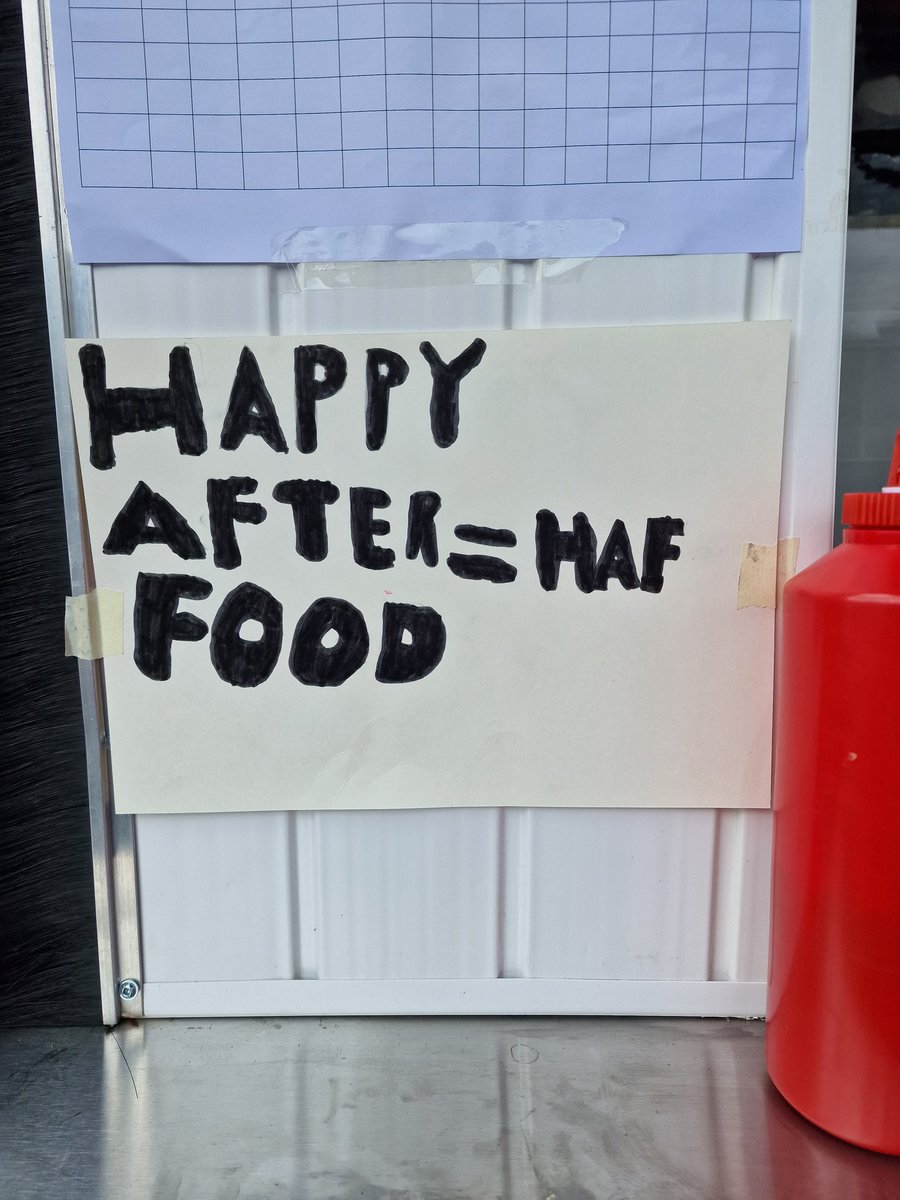 HAPPY
AFTER = HAF
FOOD